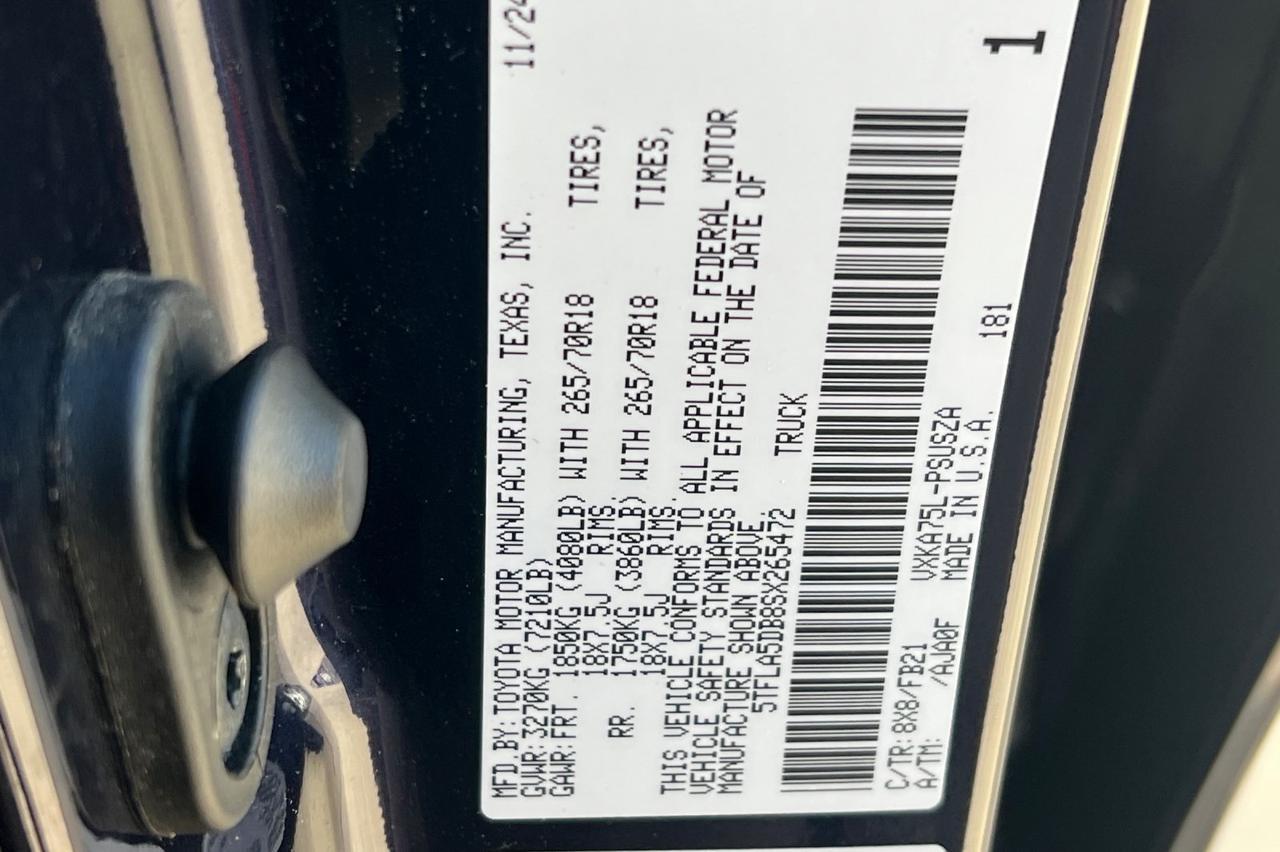 MFD.BY:TOYOTA MOTOR MANUFACTURING, TEXAS, INC. 11/24
GVWR:3270KG (7210LB)
GAWR:FRT. 1850KG (4080LB) WITH 265/70R18 TIRES,
18X7.5J RIMS.
RR. 1750KG (3860LB) WITH 265/70R18 TIRES,
18X7.5J RIMS.
THIS VEHICLE CONFORMS TO ALL APPLICABLE FEDERAL MOTOR
VEHICLE SAFETY STANDARDS IN EFFECT ON THE DATE OF
MANUFACTURE SHOWN ABOVE.
5TFLA5DB8SX265472 TRUCK
C/TR:8X8/FB21 VXKA75L-PSUSZA
A/TM: /AJA0F MADE IN U.S.A.
181
1